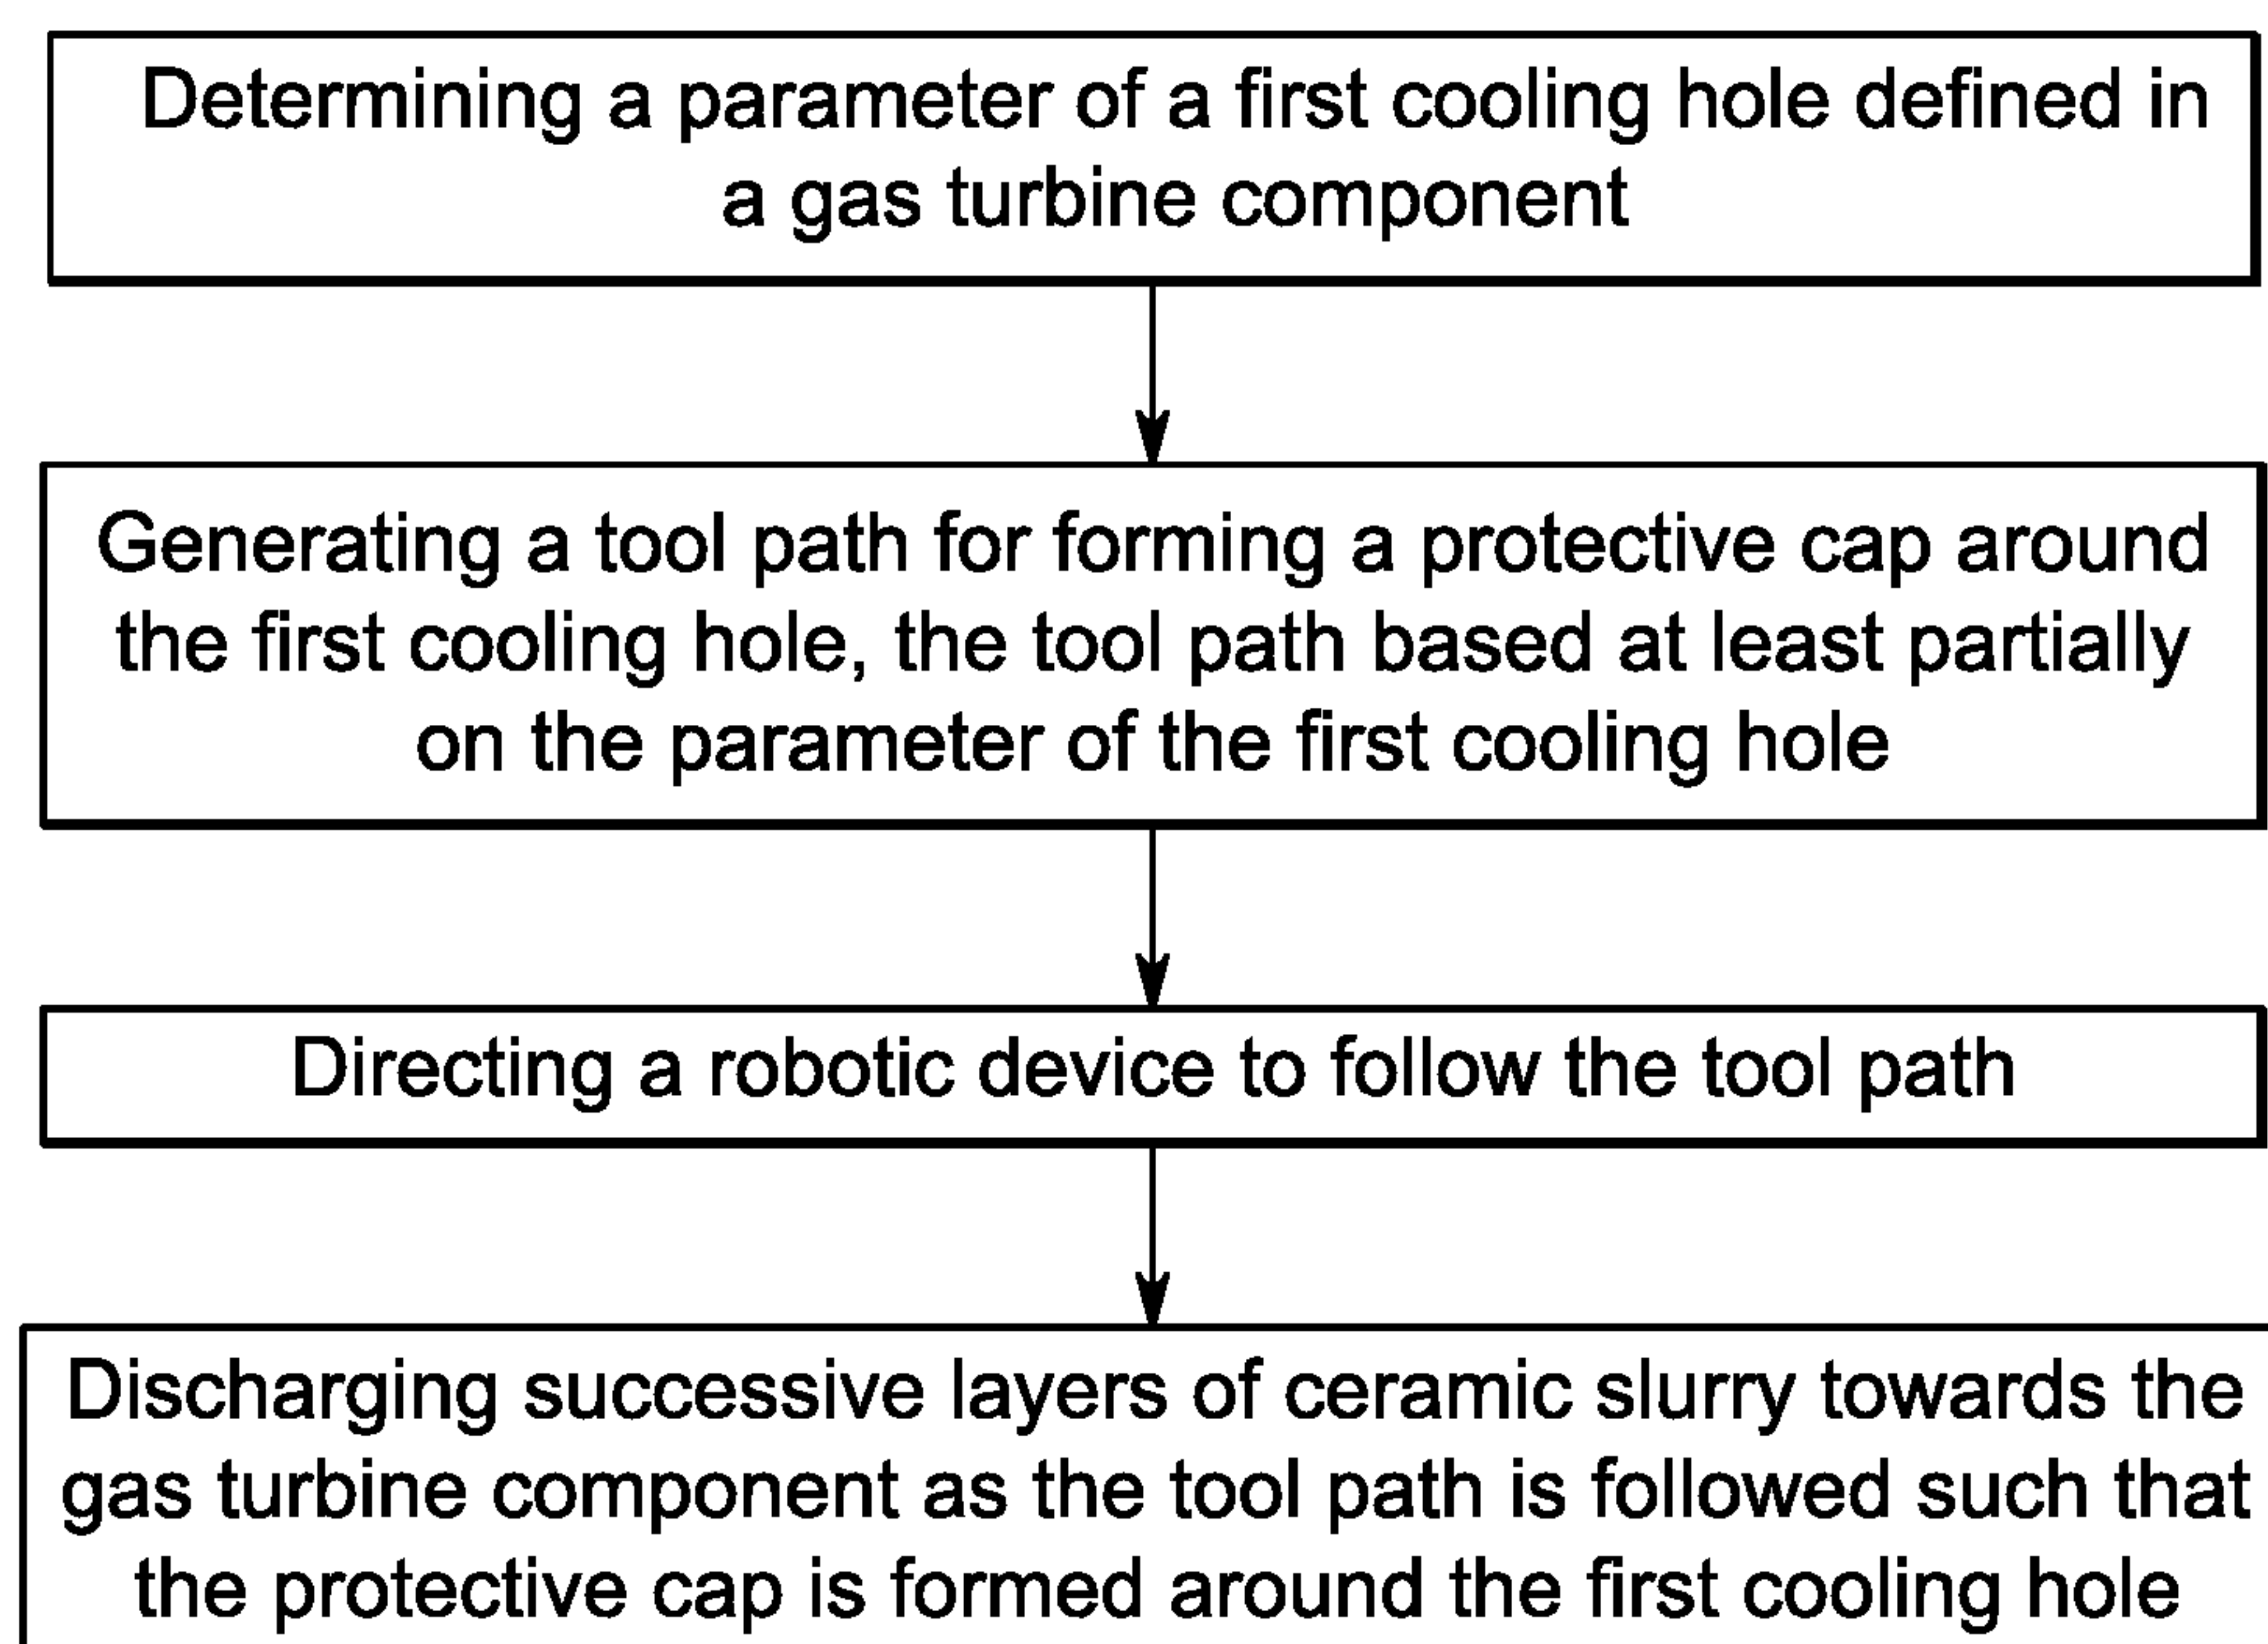 Determining a parameter of a first cooling hole defined in
a gas turbine component
Generating a tool path for forming a protective cap around
the first cooling hole, the tool path based at least partially
on the parameter of the first cooling hole
Directing a robotic device to follow the tool path
Discharging successive layers of ceramic slurry towards the
gas turbine component as the tool path is followed such that
the protective cap is formed around the first cooling hole